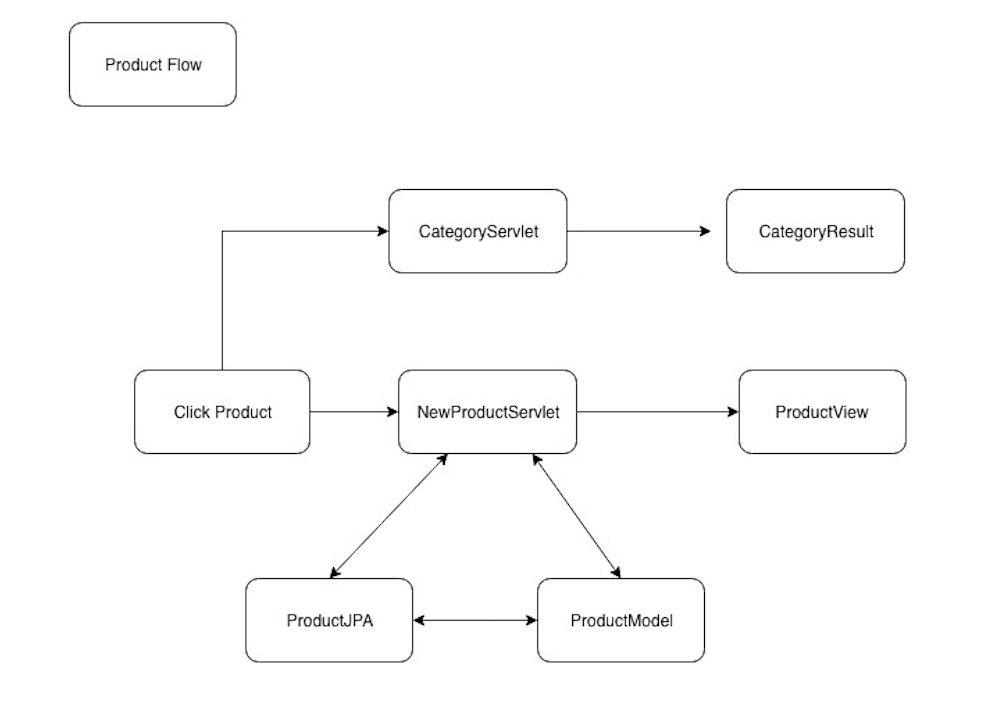 Product Flow
CategoryServlet
CategoryResult
Click Product
NewProductServlet
ProductView
ProductJPA
ProductModel